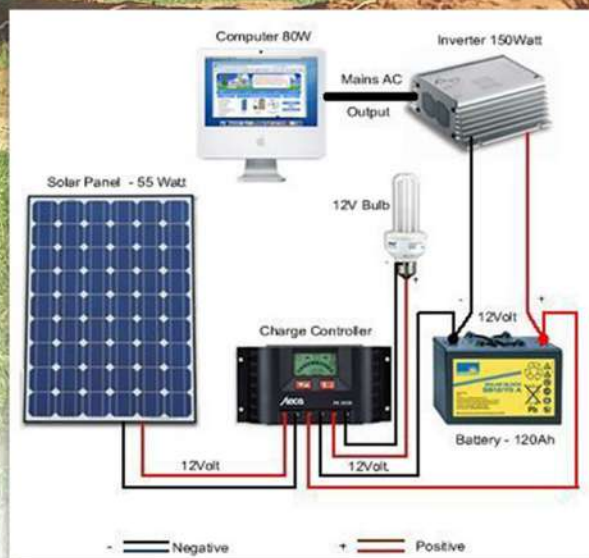 Computer 80W
Inverter 150Watt
Mains AC
Output
Solar Panel - 55 Watt
12V Bulb
-
+
Charge Controller
-
12Volt
+
Steca
12Volt
12Volt.
Battery - 120Ah
- Negative
+ Positive